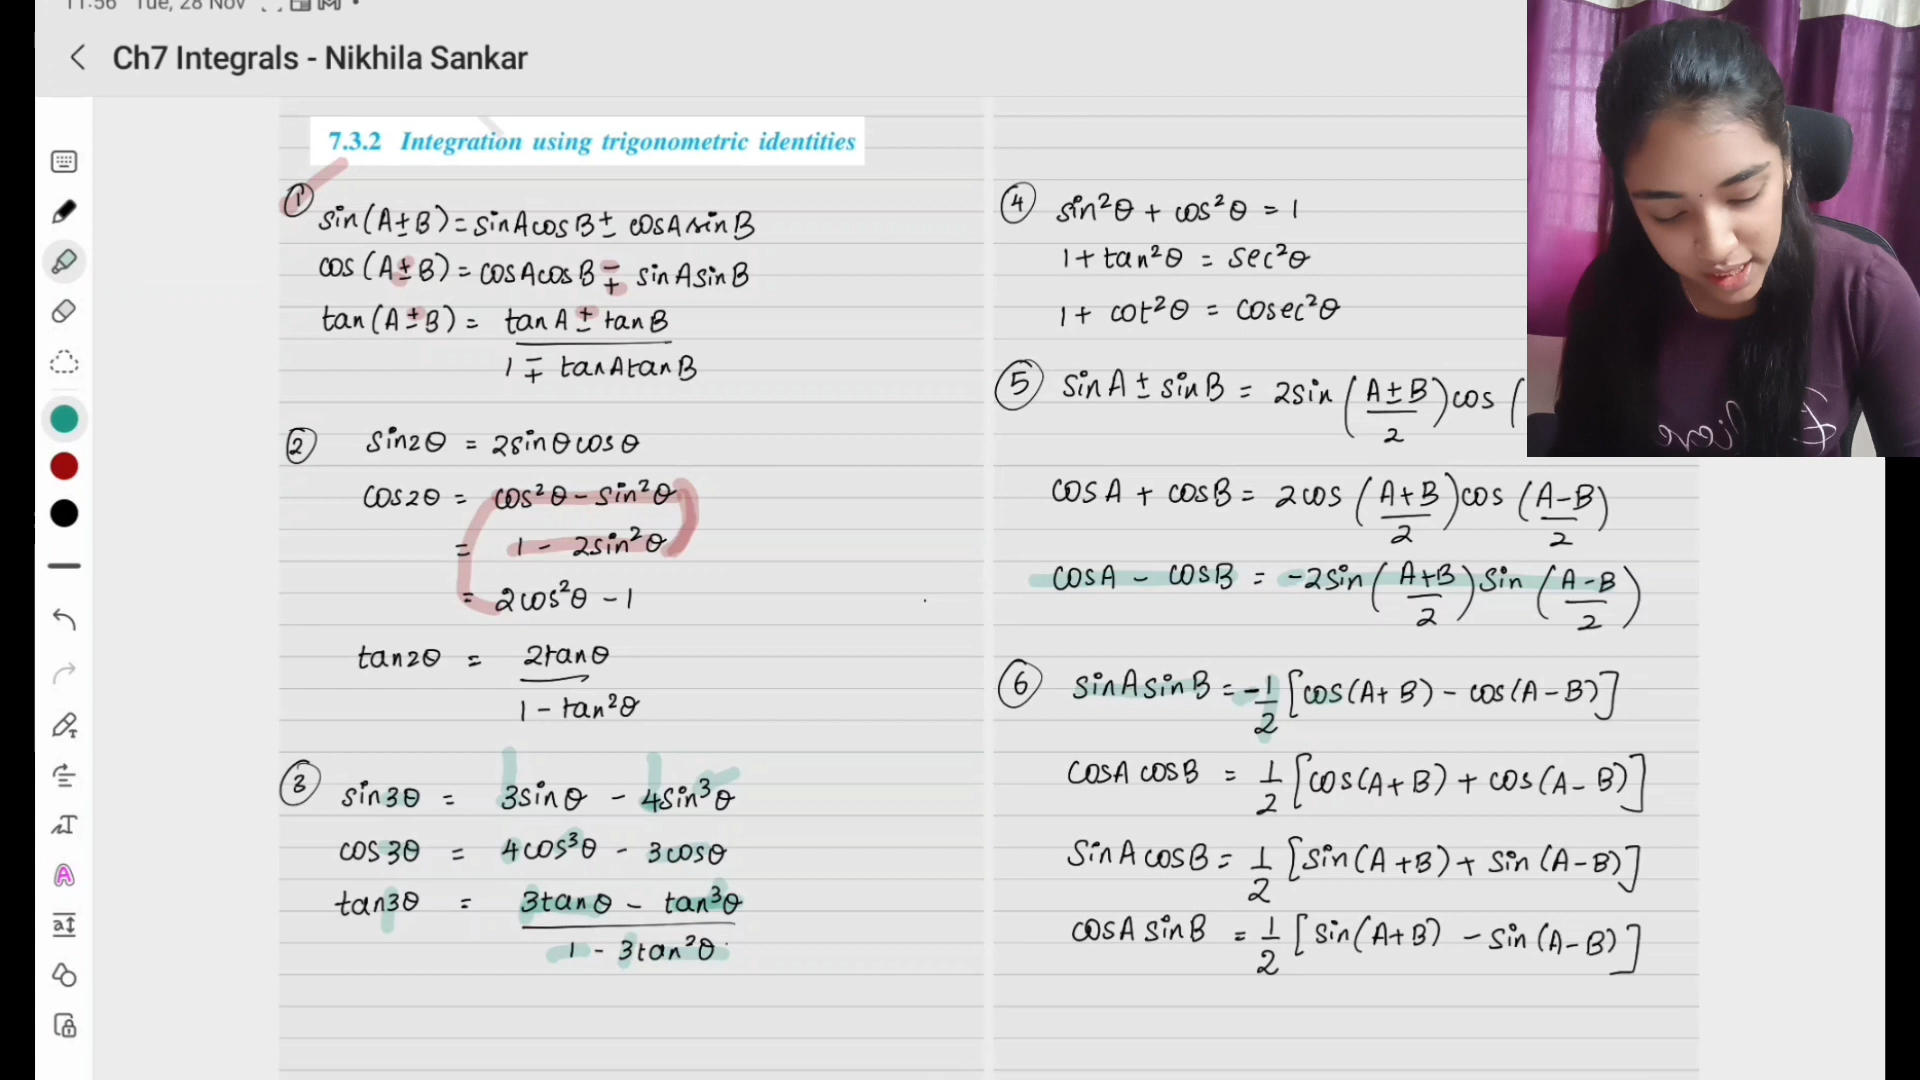 11:56 Tue, 28 Nov
Ch7 Integrals - Nikhila Sankar
7.3.2 Integration using trigonometric identities
① sin(A±B) = sinAcosB ± cosAsinB
cos(A±B) = cosAcosB ∓ sinAsinB
tan(A±B) = tanA ± tanB
1 ∓ tanAtanB
② sin2θ = 2sinθcosθ
cos2θ = cos²θ - sin²θ
= 1 - 2sin²θ
= 2cos²θ - 1
tan2θ = 2tanθ
1 - tan²θ
③ sin3θ = 3sinθ - 4sin³θ
cos3θ = 4cos³θ - 3cosθ
tan3θ = 3tanθ - tan³θ
1 - 3tan²θ
④ sin²θ + cos²θ = 1
1 + tan²θ = sec²θ
1 + cot²θ = cosec²θ
⑤ sinA ± sinB = 2sin(A±B/2)cos(
cosA + cosB = 2cos(A+B/2)cos(A-B/2)
cosA - cosB = -2sin(A+B/2)sin(A-B/2)
⑥ sinAsinB = -1/2[cos(A+B) - cos(A-B)]
cosAcosB = 1/2[cos(A+B) + cos(A-B)]
sinAcosB = 1/2[sin(A+B) + sin(A-B)]
cosAsinB = 1/2[sin(A+B) - sin(A-B)]